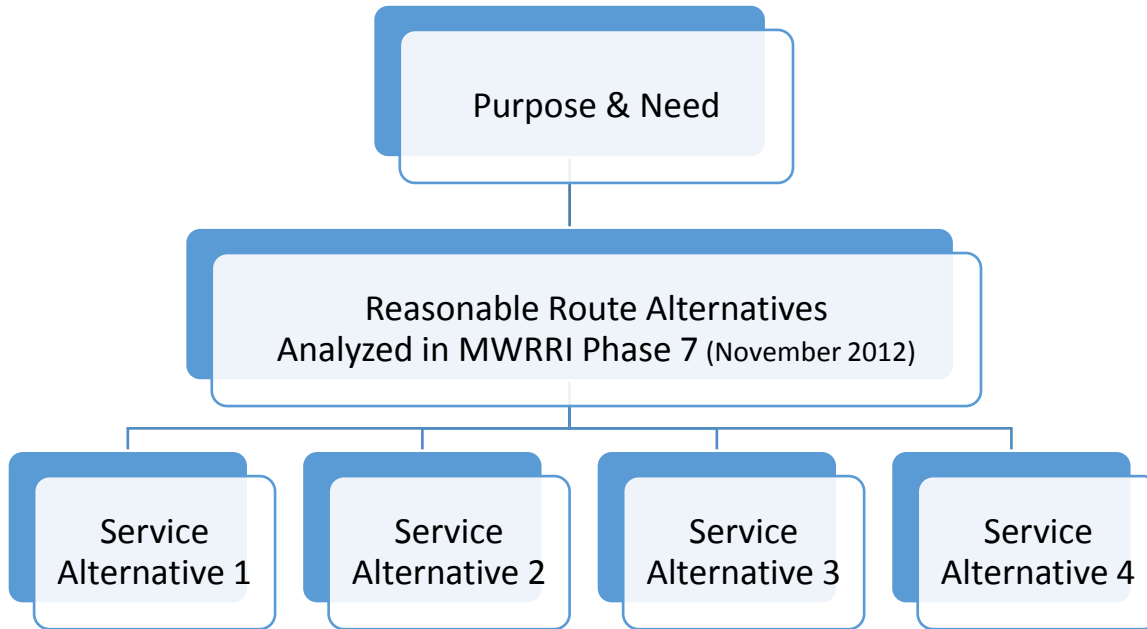 Purpose & Need
Reasonable Route Alternatives
Analyzed in MWRRI Phase 7 (November 2012)
Service
Alternative 1
Service
Alternative 2
Service
Alternative 3
Service
Alternative 4